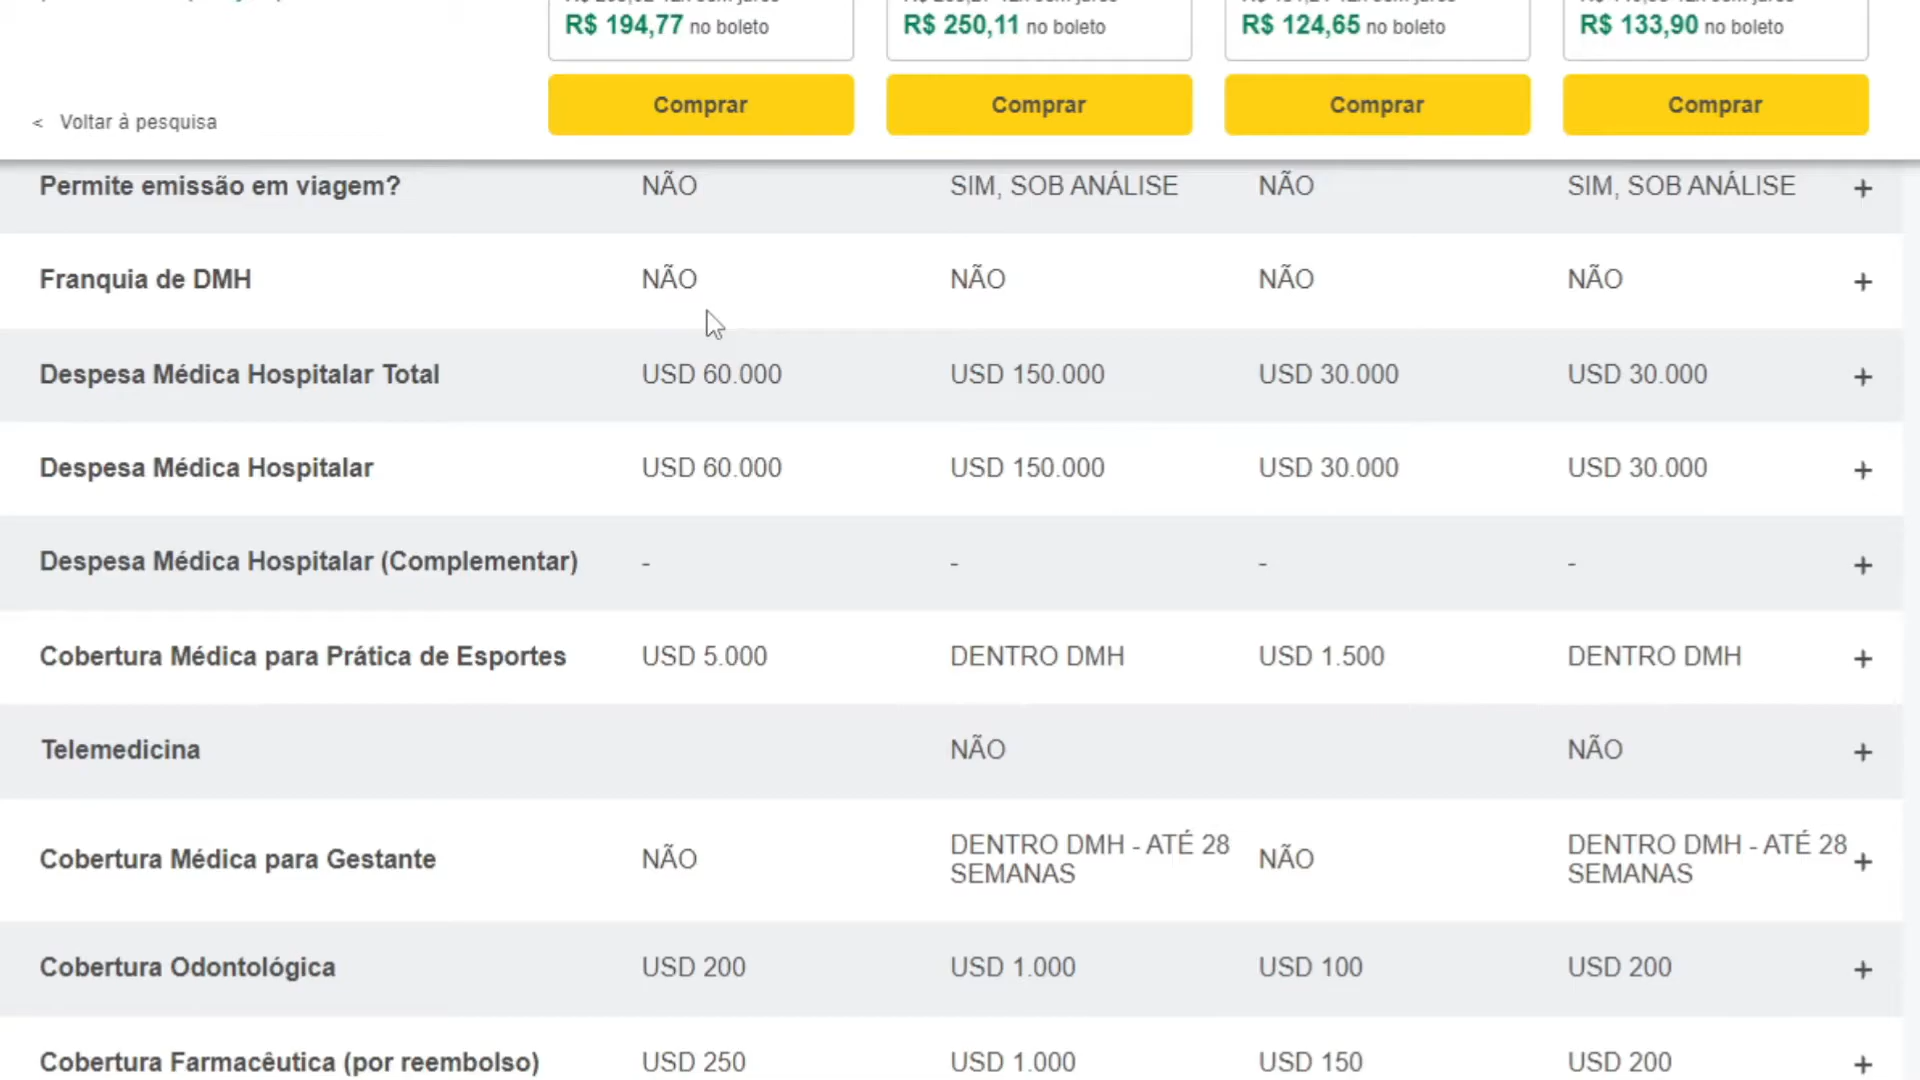 R$ 194,77 no boleto
R$ 250,11 no boleto
R$ 124,65 no boleto
R$ 133,90 no boleto
Comprar
Comprar
Comprar
Comprar
< Voltar à pesquisa
Permite emissão em viagem? NÃO SIM, SOB ANÁLISE NÃO SIM, SOB ANÁLISE +
Franquia de DMH NÃO NÃO NÃO NÃO +
Despesa Médica Hospitalar Total USD 60.000 USD 150.000 USD 30.000 USD 30.000 +
Despesa Médica Hospitalar USD 60.000 USD 150.000 USD 30.000 USD 30.000 +
Despesa Médica Hospitalar (Complementar) - - - - +
Cobertura Médica para Prática de Esportes USD 5.000 DENTRO DMH USD 1.500 DENTRO DMH +
Telemedicina NÃO NÃO +
Cobertura Médica para Gestante NÃO DENTRO DMH - ATÉ 28 SEMANAS NÃO DENTRO DMH - ATÉ 28 SEMANAS +
Cobertura Odontológica USD 200 USD 1.000 USD 100 USD 200 +
Cobertura Farmacêutica (por reembolso) USD 250 USD 1.000 USD 150 USD 200 +